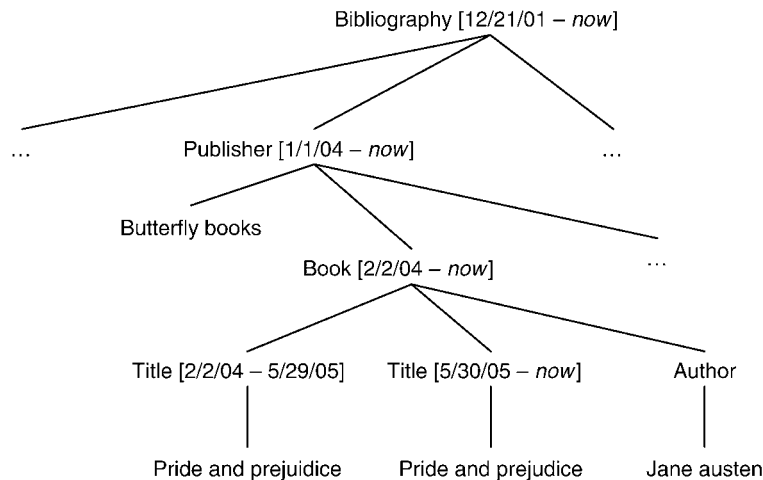 Bibliography [12/21/01 – now]
...
Publisher [1/1/04 – now]
...
Butterfly books
Book [2/2/04 – now]
...
Title [2/2/04 – 5/29/05]
Title [5/30/05 – now]
Author
Pride and prejuidice
Pride and prejudice
Jane austen